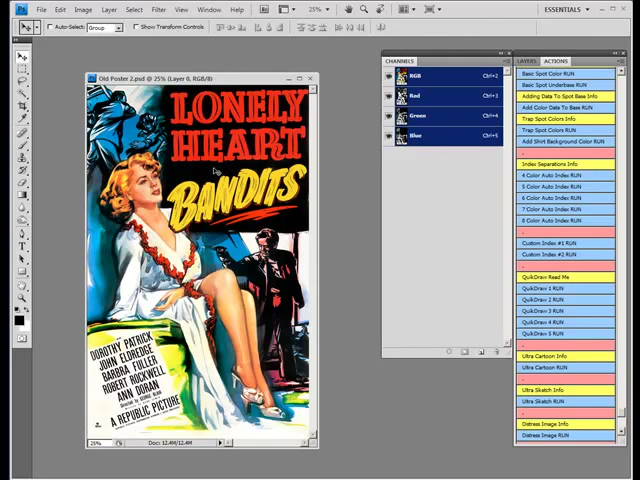 File Edit Image Layer Select Filter View Window Help 25% ESSENTIALS
Auto-Select: Group Show Transform Controls
Old Poster 2.psd @ 25% (Layer 0, RGB/8)
LONELY
HEART
BANDITS
DOROTHY PATRICK
JOHN ELDREDGE
BARBRA FULLER
ROBERT ROCKWELL
ANN DORAN
Directed by GEORGE BLAIR
A REPUBLIC PICTURE
25% Doc: 12.4M/12.4M
CHANNELS
RGB Ctrl+2
Red Ctrl+3
Green Ctrl+4
Blue Ctrl+5
LAYERS ACTIONS
Basic Spot Color RUN
Basic Spot Underbase RUN
Adding Data To Spot Base Info
Add Color Data To Base RUN
Trap Spot Colors Info
Trap Spot Colors RUN
Add Shirt Background Color RUN
-
Index Separations Info
4 Color Auto Index RUN
5 Color Auto Index RUN
6 Color Auto Index RUN
7 Color Auto Index RUN
8 Color Auto Index RUN
-
Custom Index #1 RUN
Custom Index #2 RUN
-
QuikDraw Read Me
QuikDraw 1 RUN
QuikDraw 2 RUN
QuikDraw 3 RUN
QuikDraw 4 RUN
QuikDraw 5 RUN
-
Ultra Cartoon Info
Ultra Cartoon RUN
-
Ultra Sketch Info
Ultra Sketch RUN
-
Distress Image Info
Distress Image RUN